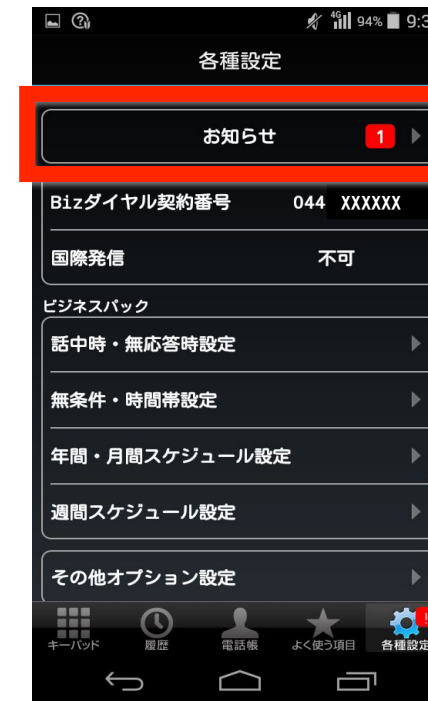 4G 94% 9:3
各種設定
お知らせ 1
Bizダイヤル契約番号 044 XXXXXX
国際発信 不可
ビジネスパック
話中時・無応答時設定
無条件・時間帯設定
年間・月間スケジュール設定
週間スケジュール設定
その他オプション設定
キーパッド 履歴 電話帳 よく使う項目 各種設定